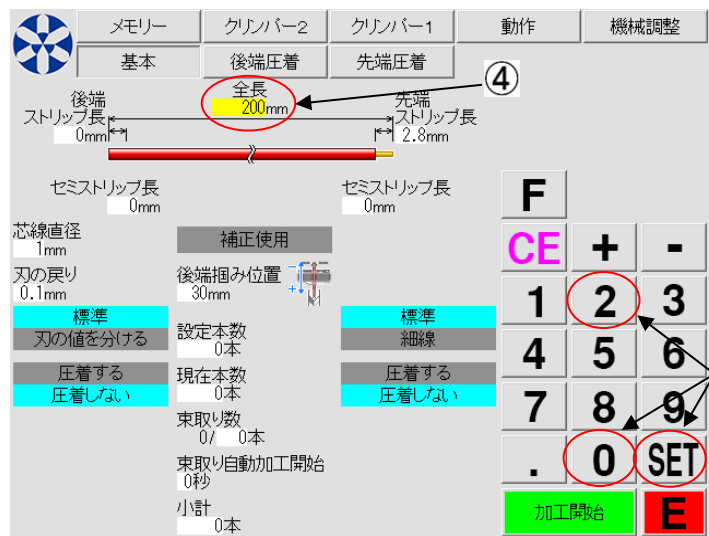 メモリー
クリンパー2
クリンパー1
動作
機械調整
基本
後端圧着
先端圧着
④
全長
200mm
後端
ストリップ長
0mm
先端
ストリップ長
2.8mm
セミストリップ長
0mm
セミストリップ長
0mm
芯線直径
1mm
補正使用
刃の戻り
0.1mm
後端掴み位置
30mm
標準
刃の値を分ける
設定本数
0本
標準
細線
圧着する
圧着しない
現在本数
0本
圧着する
圧着しない
束取り数
0/ 0本
束取り自動加工開始
0秒
小計
0本
F
CE + -
1 2 3
4 5 6
7 8 9
. 0 SET
加工開始
E